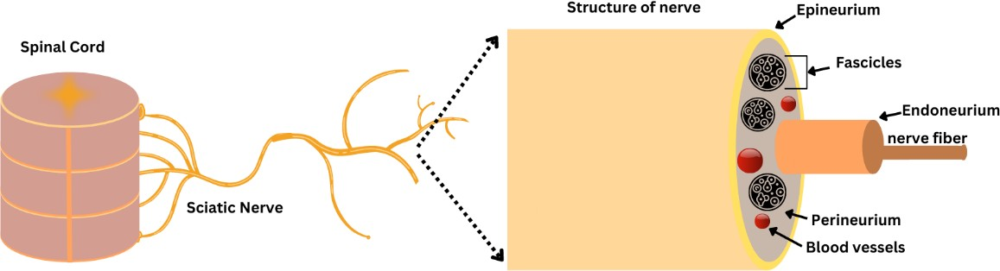 Structure of nerve
Epineurium
Spinal Cord
Fascicles
Endoneurium
nerve fiber
Sciatic Nerve
Perineurium
Blood vessels